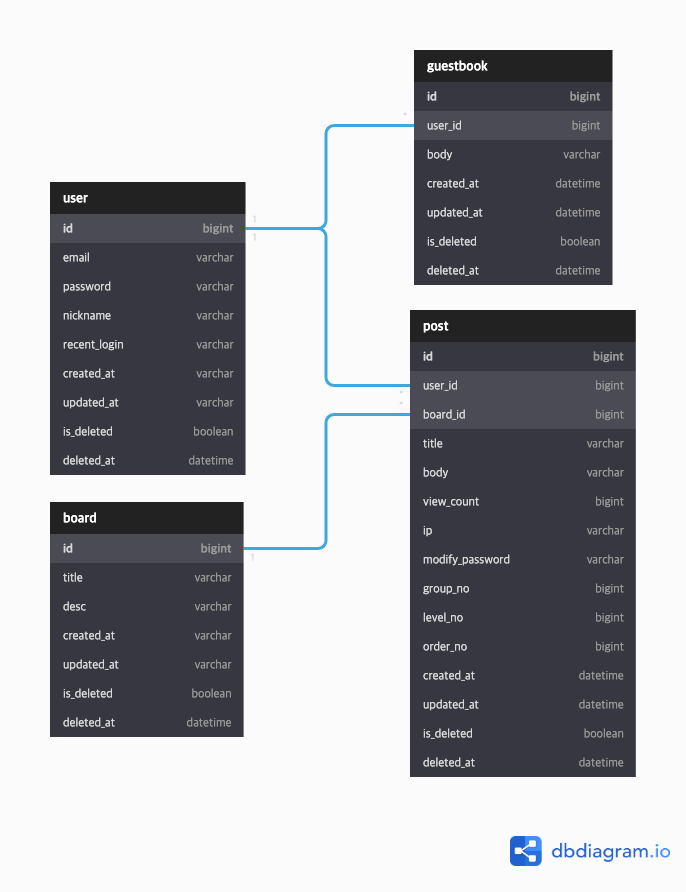 guestbook
id bigint
user_id bigint
body varchar
created_at datetime
updated_at datetime
is_deleted boolean
deleted_at datetime
user
id bigint
email varchar
password varchar
nickname varchar
recent_login varchar
created_at varchar
updated_at varchar
is_deleted boolean
deleted_at datetime
1
1
*
post
id bigint
user_id bigint
board_id bigint
title varchar
body varchar
view_count bigint
ip varchar
modify_password varchar
group_no bigint
level_no bigint
order_no bigint
created_at datetime
updated_at datetime
is_deleted boolean
deleted_at datetime
*
*
board
id bigint
title varchar
desc varchar
created_at varchar
updated_at varchar
is_deleted boolean
deleted_at datetime
1
dbdiagram.io